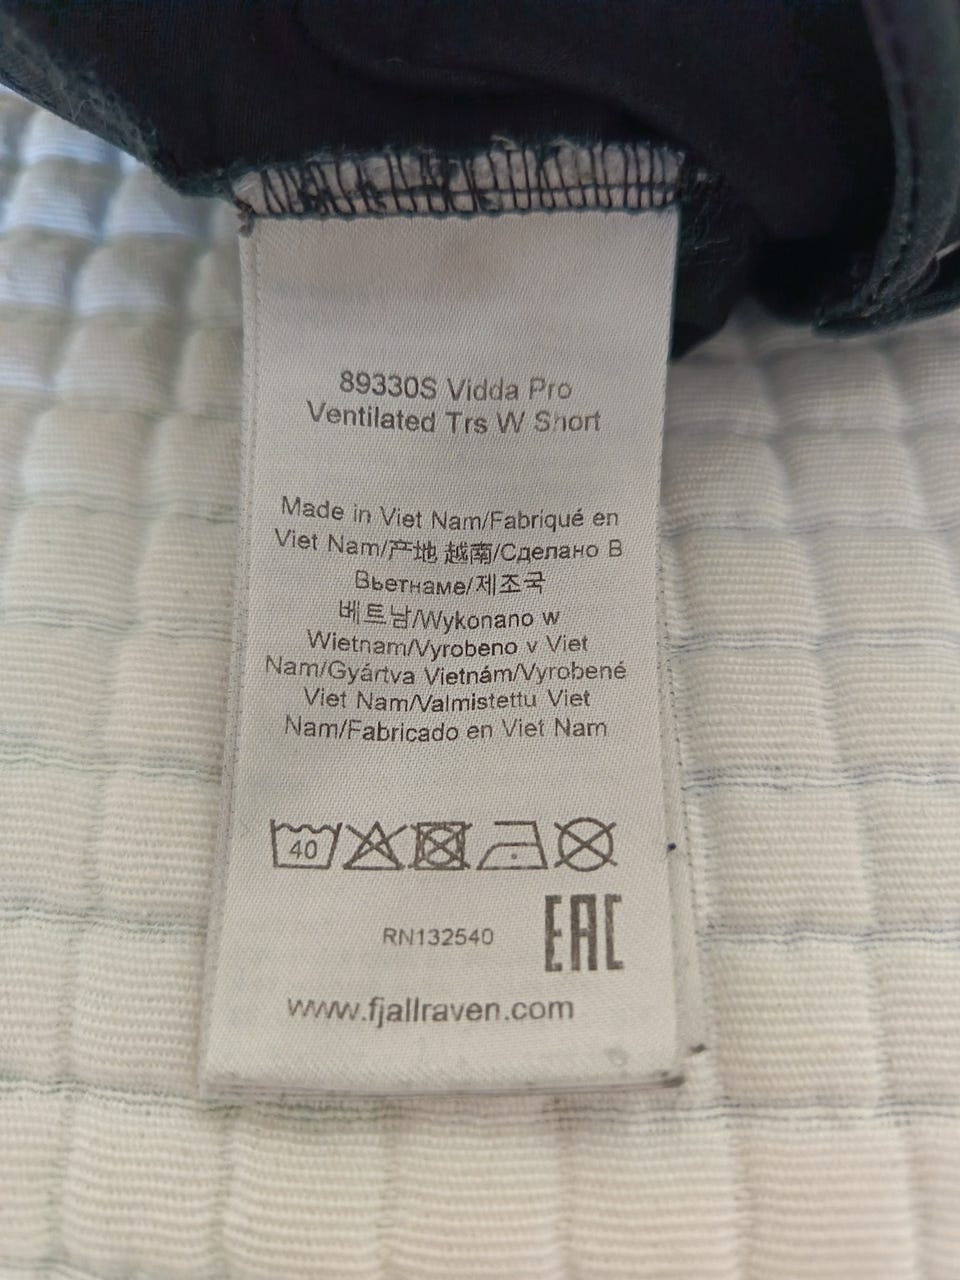 89330S Vidda Pro
Ventilated Trs W Short
Made in Viet Nam/Fabriqué en
Viet Nam/产地 越南/Сделано В
Вьетнаме/제조국
베트남/Wykonano w
Wietnam/Vyrobeno v Viet
Nam/Gyártva Vietnám/Vyrobené
Viet Nam/Valmistettu Viet
Nam/Fabricado en Viet Nam
40
RN132540
EAC
www.fjallraven.com